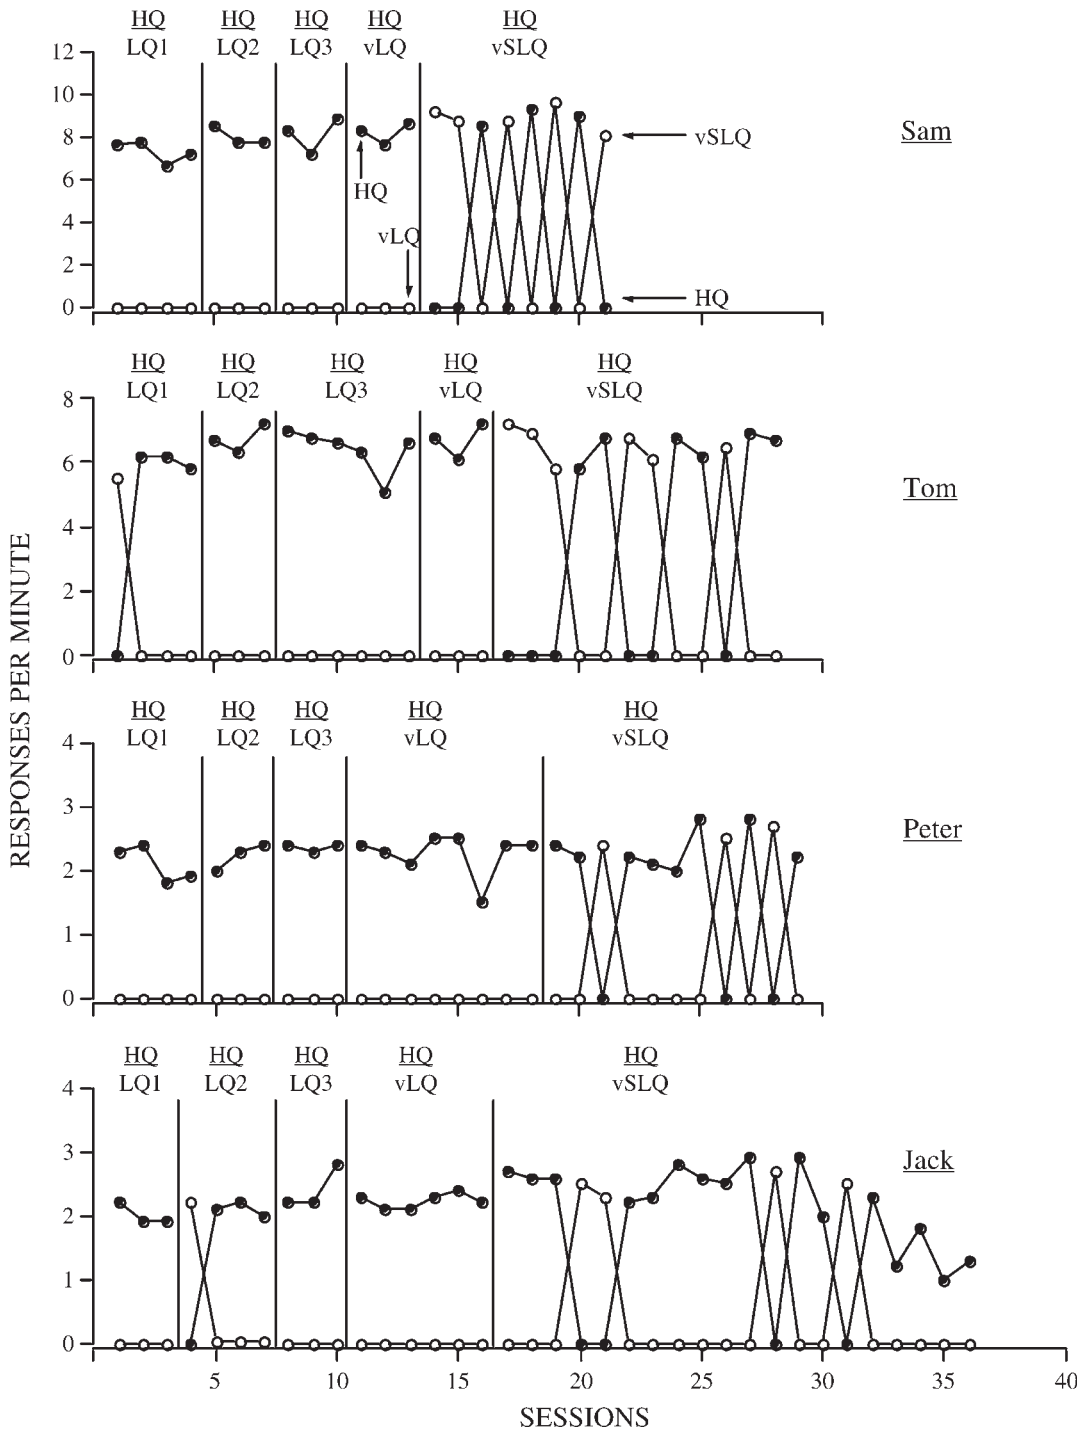 HQ HQ HQ HQ HQ
LQ1 LQ2 LQ3 vLQ vSLQ
12
10
8
6
4
2
0
HQ
vLQ
vSLQ
HQ
Sam
HQ HQ HQ HQ HQ
LQ1 LQ2 LQ3 vLQ vSLQ
8
6
4
2
0
Tom
RESPONSES PER MINUTE
HQ HQ HQ HQ HQ
LQ1 LQ2 LQ3 vLQ vSLQ
4
3
2
1
0
Peter
HQ HQ HQ HQ HQ
LQ1 LQ2 LQ3 vLQ vSLQ
4
3
2
1
0
Jack
5 10 15 20 25 30 35 40
SESSIONS